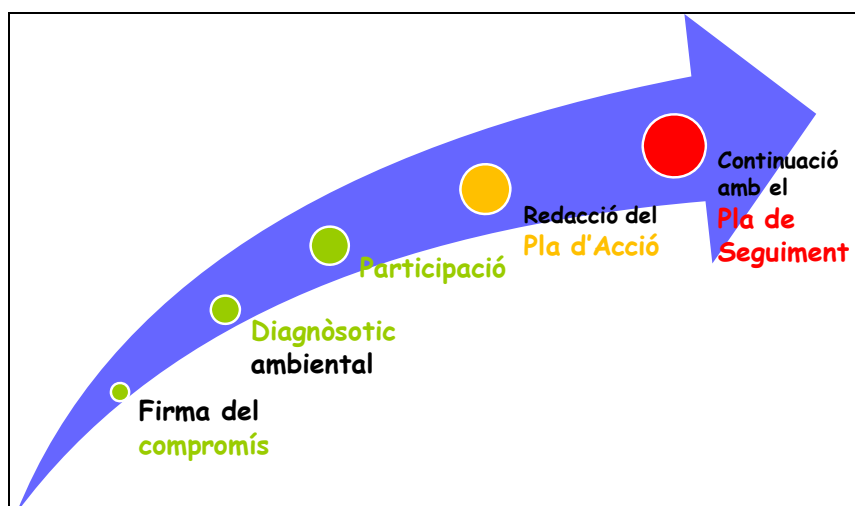 Firma del
compromís
Diagnòsotic
ambiental
Participació
Redacció del
Pla d'Acció
Continuació
amb el
Pla de
Seguiment